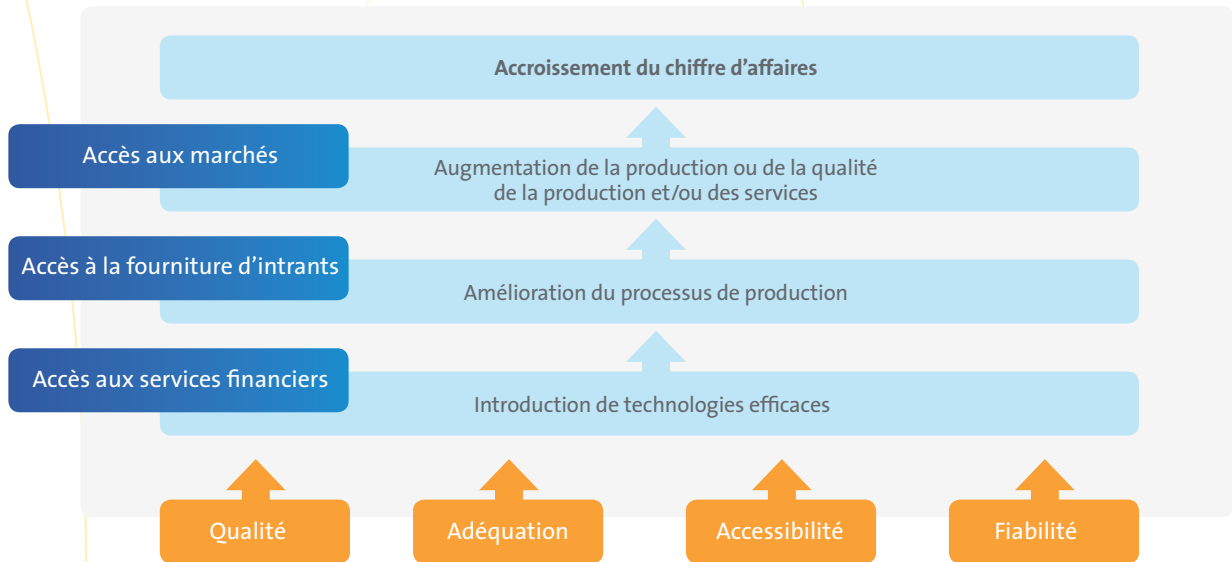 Accroissement du chiffre d’affaires
Accès aux marchés
Augmentation de la production ou de la qualité
de la production et/ou des services
Accès à la fourniture d’intrants
Amélioration du processus de production
Accès aux services financiers
Introduction de technologies efficaces
Qualité
Adéquation
Accessibilité
Fiabilité